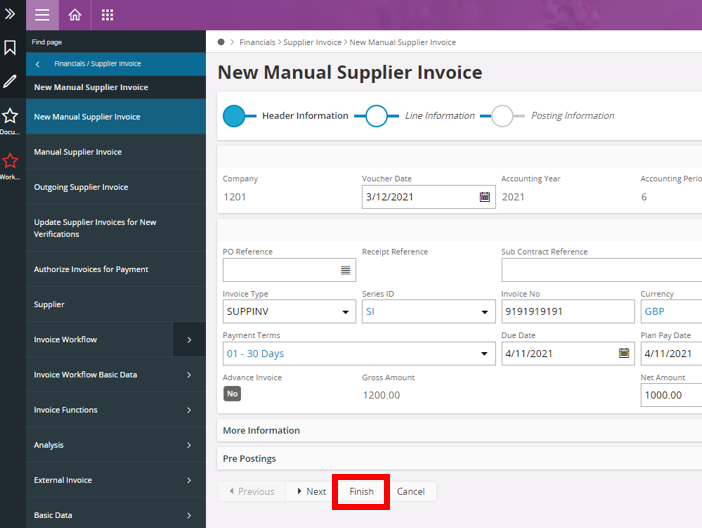 Find page
Financials / Supplier Invoice
New Manual Supplier Invoice
New Manual Supplier Invoice
Manual Supplier Invoice
Outgoing Supplier Invoice
Update Supplier Invoices for New
Verifications
Authorize Invoices for Payment
Supplier
Invoice Workflow
Invoice Workflow Basic Data
Invoice Functions
Analysis
External Invoice
Basic Data
Docu...
Work...
Financials > Supplier Invoice > New Manual Supplier Invoice
New Manual Supplier Invoice
Header Information Line Information Posting Information
Company Voucher Date Accounting Year Accounting Perio
1201 3/12/2021 2021 6
PO Reference Receipt Reference Sub Contract Reference
Invoice Type Series ID Invoice No Currency
SUPPINV SI 9191919191 GBP
Payment Terms Due Date Plan Pay Date
01 - 30 Days 4/11/2021 4/11/2021
Advance Invoice Gross Amount Net Amount
No 1200.00 1000.00
More Information
Pre Postings
Previous Next Finish Cancel